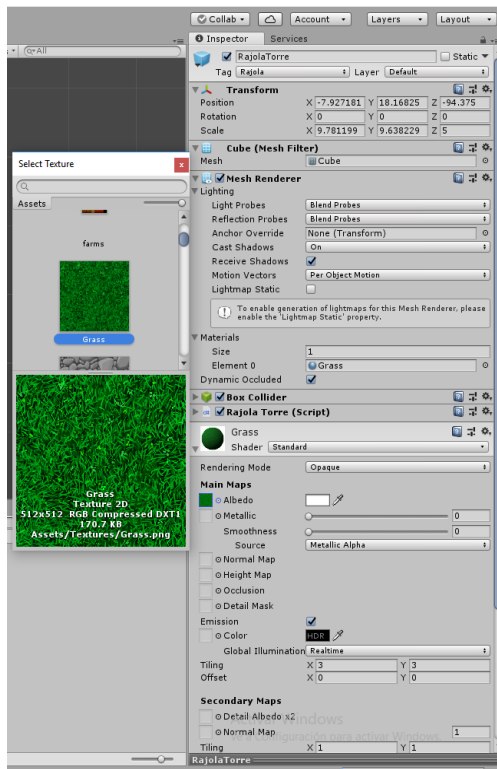 Collab
Account
Layers
Layout
Inspector
Services
All
RajolaTorre
Static
Tag Rajola Layer Default
Transform
Position X -7.927181 Y 18.16825 Z -94.375
Rotation X 0 Y 0 Z 0
Scale X 9.781199 Y 9.638229 Z 5
Cube (Mesh Filter)
Mesh Cube
Mesh Renderer
Lighting
Light Probes Blend Probes
Reflection Probes Blend Probes
Anchor Override None (Transform)
Cast Shadows On
Receive Shadows
Motion Vectors Per Object Motion
Lightmap Static
To enable generation of lightmaps for this Mesh Renderer, please
enable the 'Lightmap Static' property.
Materials
Size 1
Element 0 Grass
Dynamic Occluded
Box Collider
Rajola Torre (Script)
Grass
Shader Standard
Rendering Mode Opaque
Main Maps
Albedo
Metallic 0
Smoothness 0
Source Metallic Alpha
Normal Map
Height Map
Occlusion
Detail Mask
Emission
Color HDR
Global Illumination Realtime
Tiling X 3 Y 3
Offset X 0 Y 0
Secondary Maps
Detail Albedo x2
Normal Map 1
Tiling X 1 Y 1
RajolaTorre
Select Texture
x
Assets
farms
Grass
Grass
Texture 2D
512x512 RGB Compressed DXT1
170.7 KB
Assets/Textures/Grass.png
Activar Windows
Configuración para activar Windows.